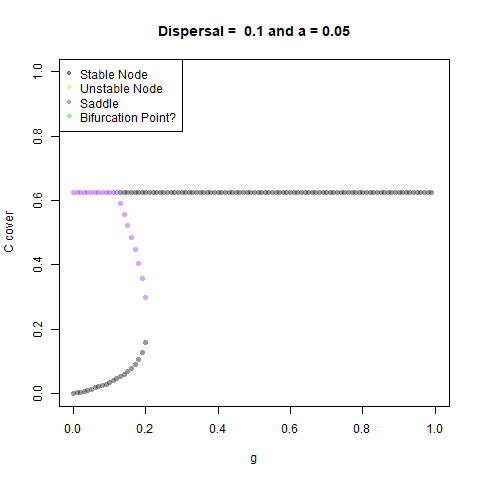 Dispersal =  0.1 and a = 0.05
Stable Node
Unstable Node
Saddle
Bifurcation Point?
C cover
1.0
0.8
0.6
0.4
0.2
0.0
0.0 0.2 0.4 0.6 0.8 1.0
g